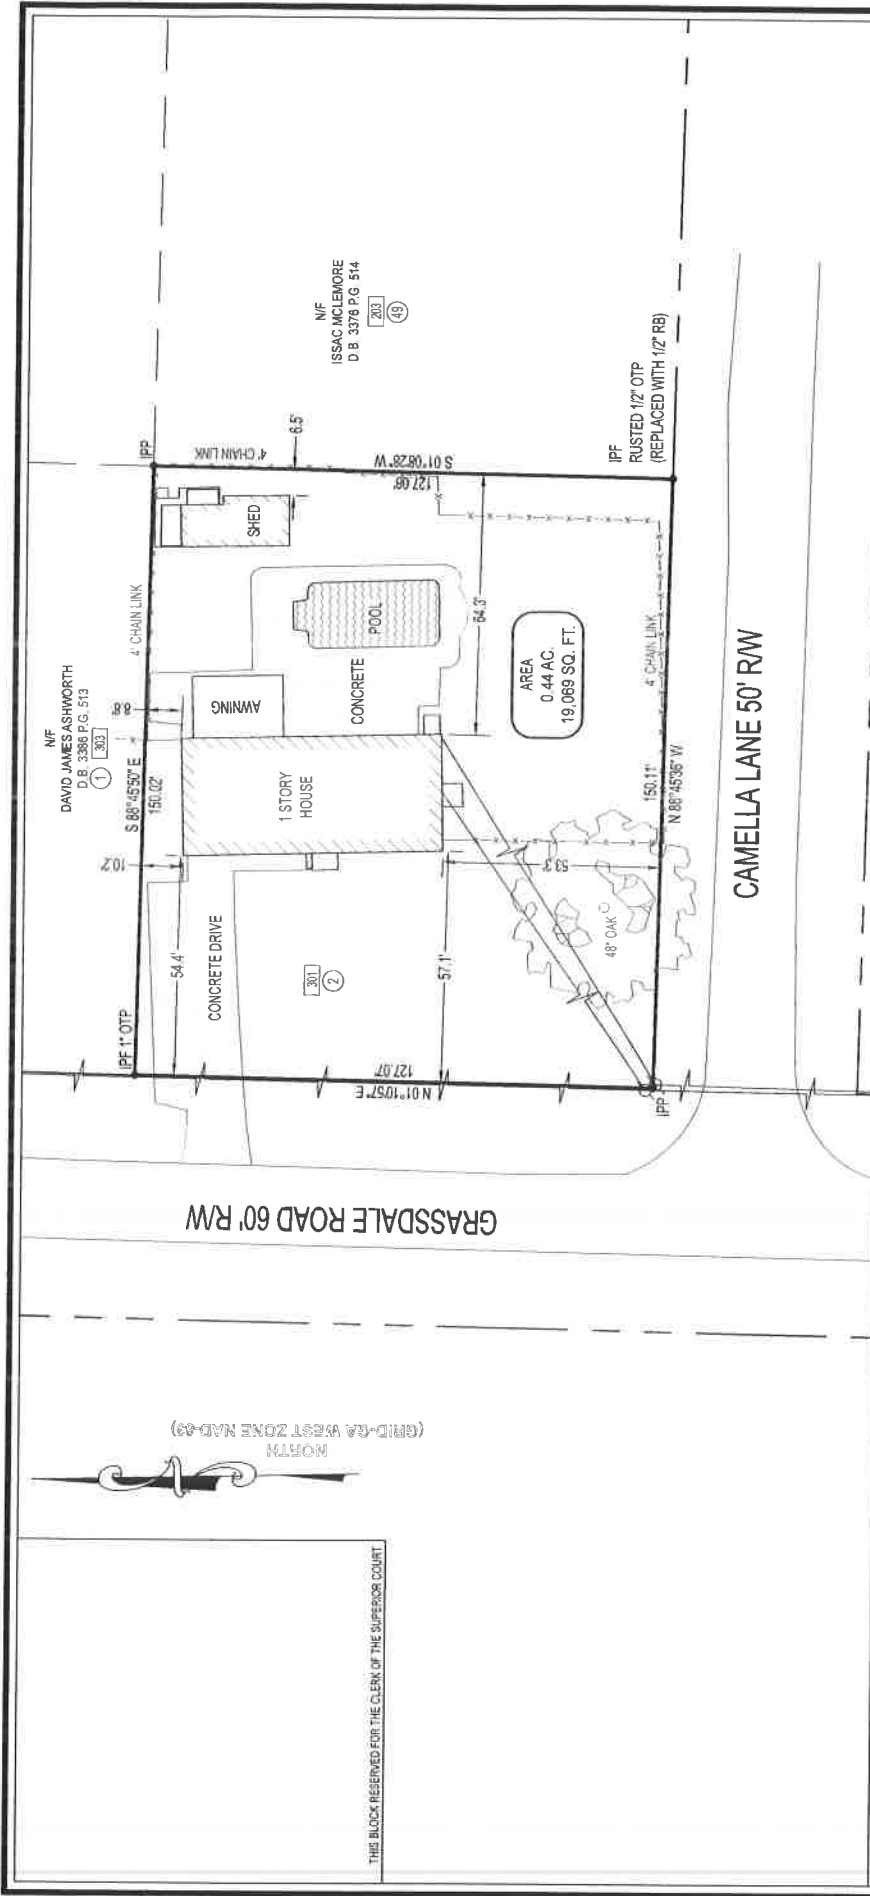 N/F
DAVID JAMES ASHWORTH
D.B. 3386 P.G. 513
1 303
N/F
ISSAC MCLEMORE
D.B. 3376 P.G. 514
203
49
IPF 1" OTP
S 88°45'50" E
150.02'
4' CHAIN LINK
IPP
4' CHAIN LINK
S 01°08'28" W
127.08'
6.5'
10.2'
8.8'
SHED
AWNING
POOL
CONCRETE
1 STORY
HOUSE
CONCRETE DRIVE
54.4'
301
2
57.1'
64.3'
AREA
0.44 AC.
19,069 SQ. FT.
53.3'
48" OAK
N 01°10'57" E
127.07'
IPP
150.11'
N 88°45'36" W
4' CHAIN LINK
IPF
RUSTED 1/2" OTP
(REPLACED WITH 1/2" RB)
CAMELLA LANE 50' R/W
GRASSDALE ROAD 60' R/W
NORTH
(GRID-GA WEST ZONE NAD-83)
THIS BLOCK RESERVED FOR THE CLERK OF THE SUPERIOR COURT